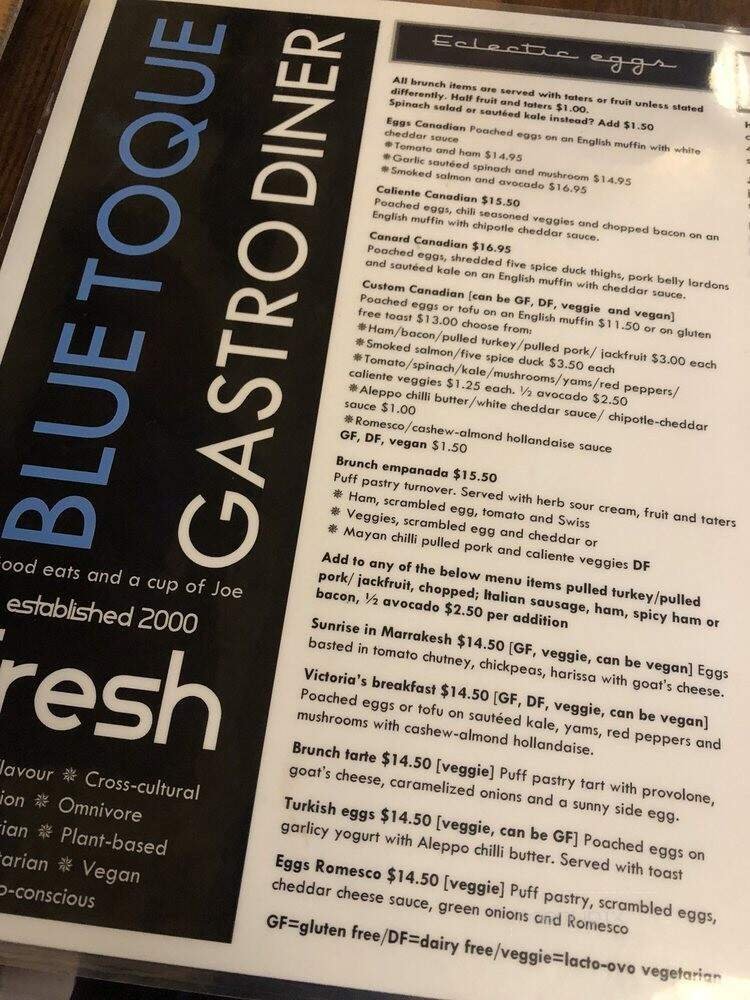 BLUE TOQUE
GASTRO DINER
ood eats and a cup of Joe
established 2000
resh
lavour ✻ Cross-cultural
ion ✻ Omnivore
ian ✻ Plant-based
tarian ✻ Vegan
o-conscious
Eclectic eggs
All brunch items are served with taters or fruit unless stated
differently. Half fruit and taters $1.00.
Spinach salad or sautéed kale instead? Add $1.50
Eggs Canadian Poached eggs on an English muffin with white
cheddar sauce
✻Tomato and ham $14.95
✻Garlic sautéed spinach and mushroom $14.95
✻Smoked salmon and avocado $16.95
Caliente Canadian $15.50
Poached eggs, chili seasoned veggies and chopped bacon on an
English muffin with chipotle cheddar sauce.
Canard Canadian $16.95
Poached eggs, shredded five spice duck thighs, pork belly lardons
and sautéed kale on an English muffin with cheddar sauce.
Custom Canadian [can be GF, DF, veggie and vegan]
Poached eggs or tofu on an English muffin $11.50 or on gluten
free toast $13.00 choose from:
✻Ham/bacon/pulled turkey/pulled pork/ jackfruit $3.00 each
✻Smoked salmon/five spice duck $3.50 each
✻Tomato/spinach/kale/mushrooms/yams/red peppers/
caliente veggies $1.25 each. ½ avocado $2.50
✻Aleppo chilli butter/white cheddar sauce/ chipotle-cheddar
sauce $1.00
✻Romesco/cashew-almond hollandaise sauce
GF, DF, vegan $1.50
Brunch empanada $15.50
Puff pastry turnover. Served with herb sour cream, fruit and taters
✻ Ham, scrambled egg, tomato and Swiss
✻ Veggies, scrambled egg and cheddar or
✻ Mayan chilli pulled pork and caliente veggies DF
Add to any of the below menu items pulled turkey/pulled
pork/ jackfruit, chopped; Italian sausage, ham, spicy ham or
bacon, ½ avocado $2.50 per addition
Sunrise in Marrakesh $14.50 [GF, veggie, can be vegan] Eggs
basted in tomato chutney, chickpeas, harissa with goat's cheese.
Victoria's breakfast $14.50 [GF, DF, veggie, can be vegan]
Poached eggs or tofu on sautéed kale, yams, red peppers and
mushrooms with cashew-almond hollandaise.
Brunch tarte $14.50 [veggie] Puff pastry tart with provolone,
goat's cheese, caramelized onions and a sunny side egg.
Turkish eggs $14.50 [veggie, can be GF] Poached eggs on
garlicy yogurt with Aleppo chilli butter. Served with toast
Eggs Romesco $14.50 [veggie] Puff pastry, scrambled eggs,
cheddar cheese sauce, green onions and Romesco
GF=gluten free/DF=dairy free/veggie=lacto-ovo vegetarian